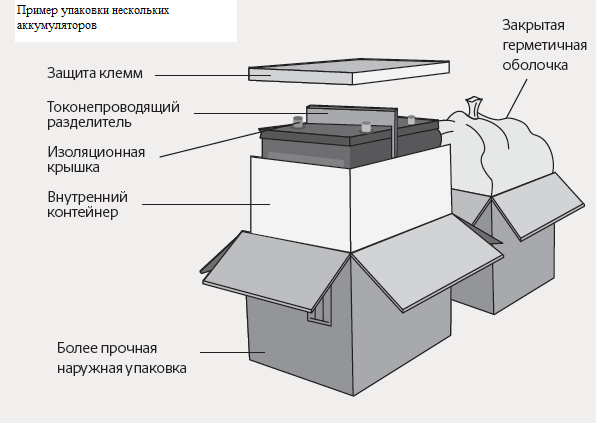 Пример упаковки нескольких
аккумуляторов
Закрытая
герметичная
оболочка
Защита клемм
Токонепроводящий
разделитель
Изоляционная
крышка
Внутренний
контейнер
Более прочная
наружная упаковка